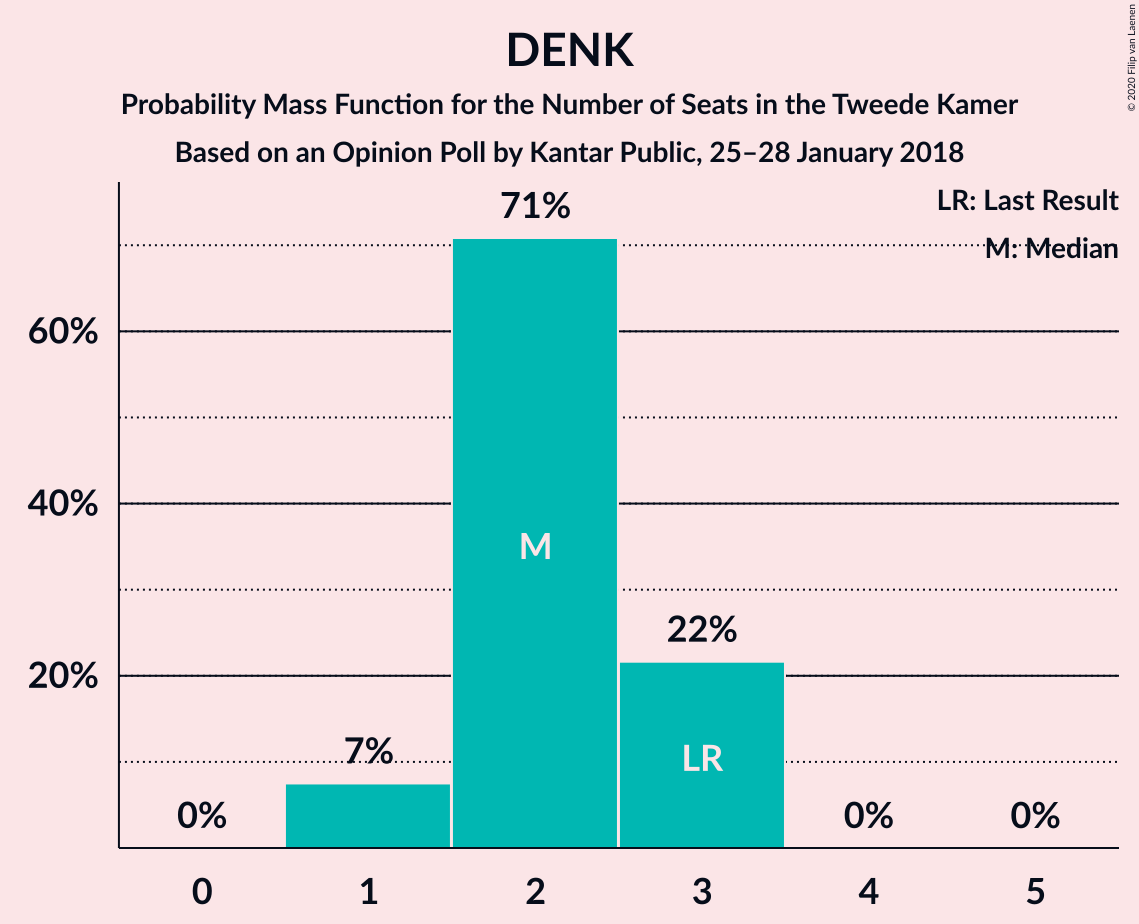 DENK
Probability Mass Function for the Number of Seats in the Tweede Kamer
Based on an Opinion Poll by Kantar Public, 25–28 January 2018
© 2020 Filip van Laenen
LR: Last Result
M: Median
71%
60%
40%
20%
M
22%
LR
7%
0%
0%
0%
0
1
2
3
4
5